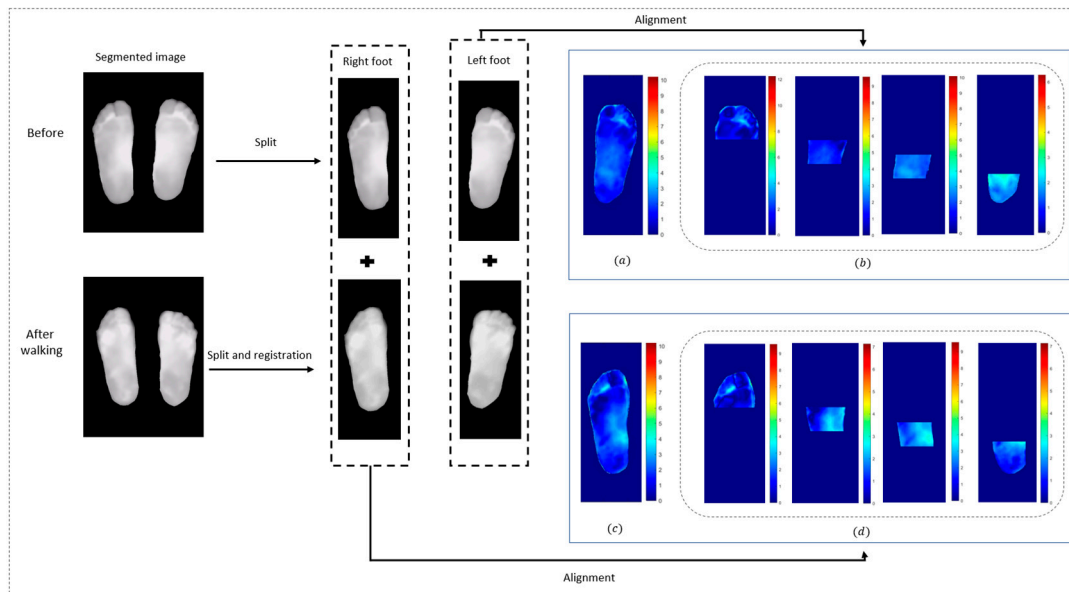 Alignment
Segmented image
Right foot
Left foot
Before
Split
(a)
(b)
After
walking
Split and registration
(c)
(d)
Alignment